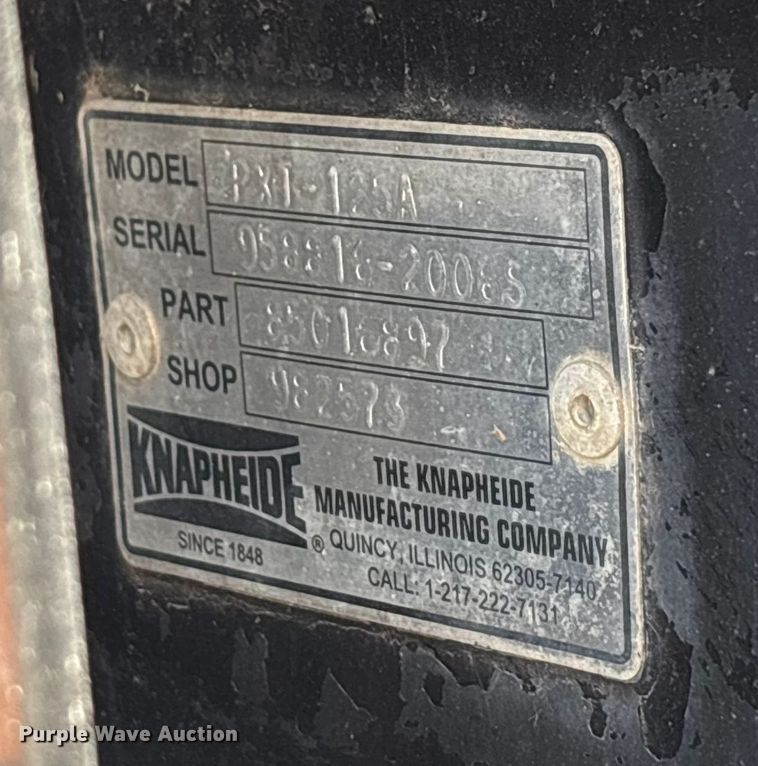 MODEL
SERIAL
PART
SHOP
KNAPHEIDE
SINCE 1848
®
THE KNAPHEIDE
MANUFACTURING COMPANY
QUINCY, ILLINOIS 62305-7140
CALL: 1-217-222-7131
Purple Wave Auction